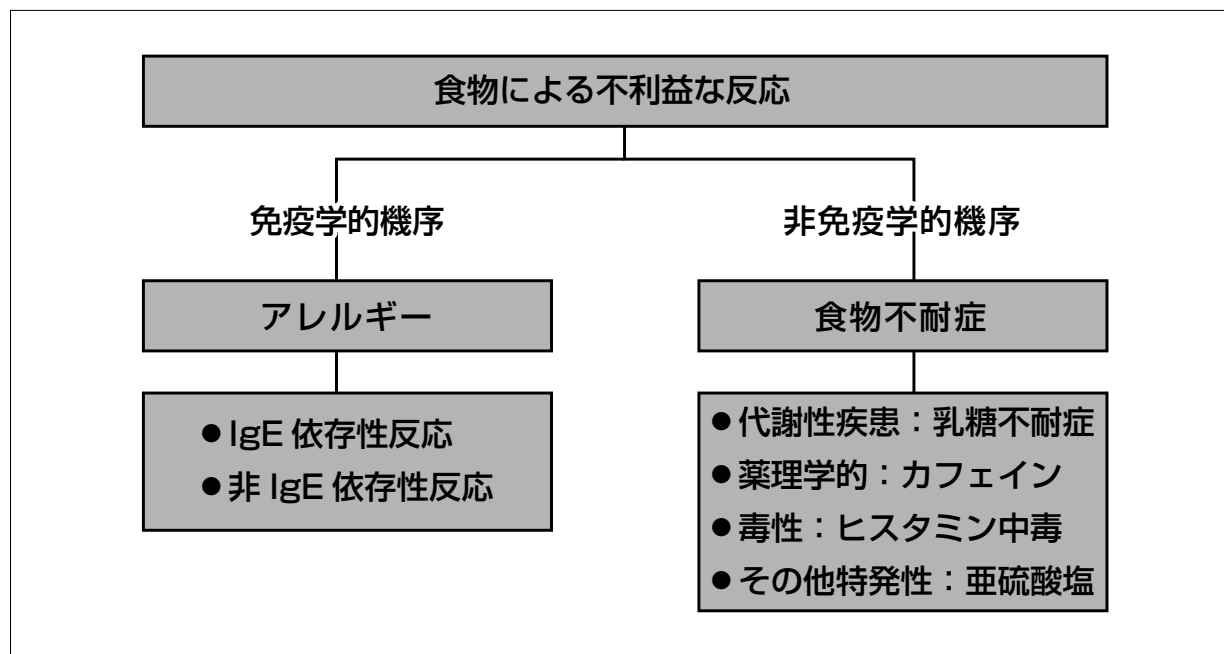 食物による不利益な反応
免疫学的機序
非免疫学的機序
アレルギー
食物不耐症
●IgE 依存性反応
●非 IgE 依存性反応
●代謝性疾患：乳糖不耐症
●薬理学的：カフェイン
●毒性：ヒスタミン中毒
●その他特発性：亜硫酸塩